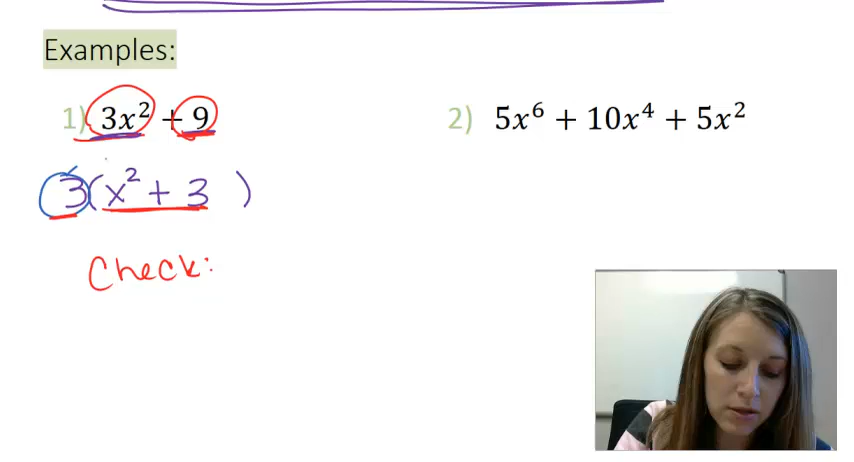 Examples:
1) 3x² + 9
3(x² + 3 )
Check:
2) 5x⁶ + 10x⁴ + 5x²